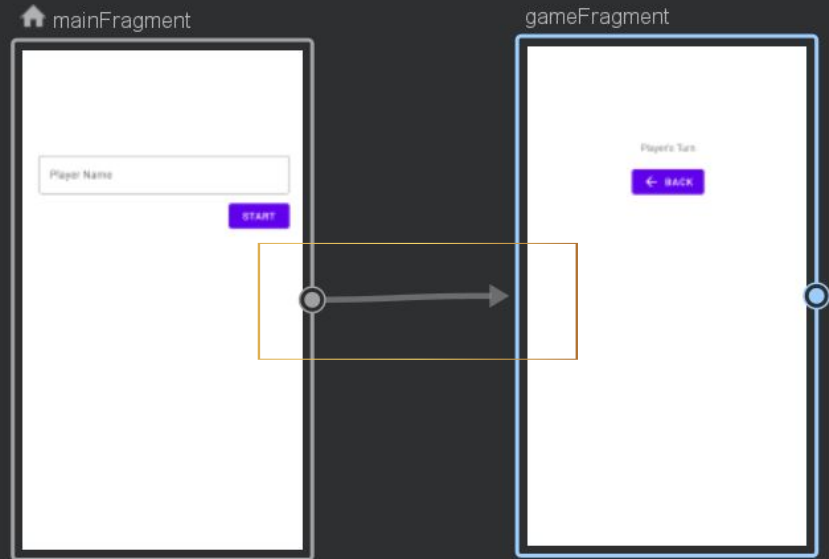 mainFragment
gameFragment
Player Name
START
Player's Turn
← BACK